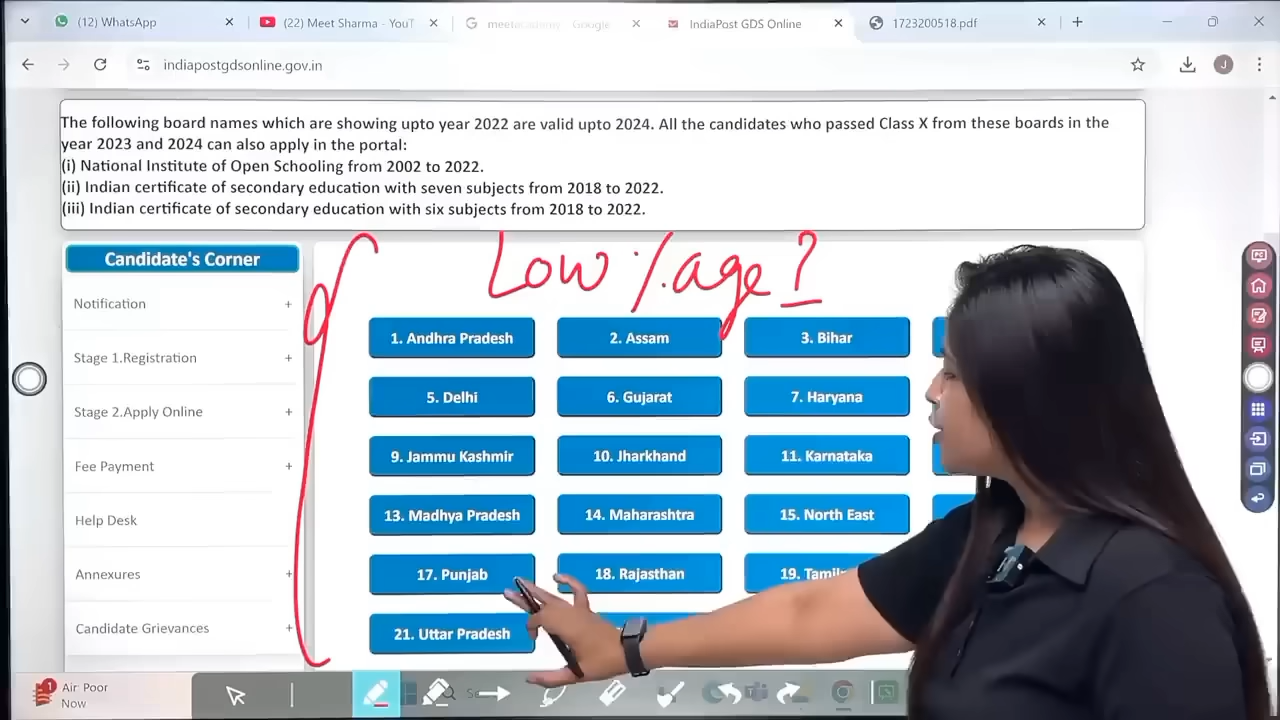 (12) WhatsApp
(22) Meet Sharma - YouT
Google
IndiaPost GDS Online
1723200518.pdf
indiapostgdsonline.gov.in
J
The following board names which are showing upto year 2022 are valid upto 2024. All the candidates who passed Class X from these boards in the
year 2023 and 2024 can also apply in the portal:
(i) National Institute of Open Schooling from 2002 to 2022.
(ii) Indian certificate of secondary education with seven subjects from 2018 to 2022.
(iii) Indian certificate of secondary education with six subjects from 2018 to 2022.
Low %age?
Candidate's Corner
Notification +
Stage 1.Registration +
Stage 2.Apply Online +
Fee Payment +
Help Desk
Annexures +
Candidate Grievances +
1. Andhra Pradesh
2. Assam
3. Bihar
5. Delhi
6. Gujarat
7. Haryana
9. Jammu Kashmir
10. Jharkhand
11. Karnataka
13. Madhya Pradesh
14. Maharashtra
15. North East
17. Punjab
18. Rajasthan
19.
21. Uttar Pradesh
1
Air Poor
Now